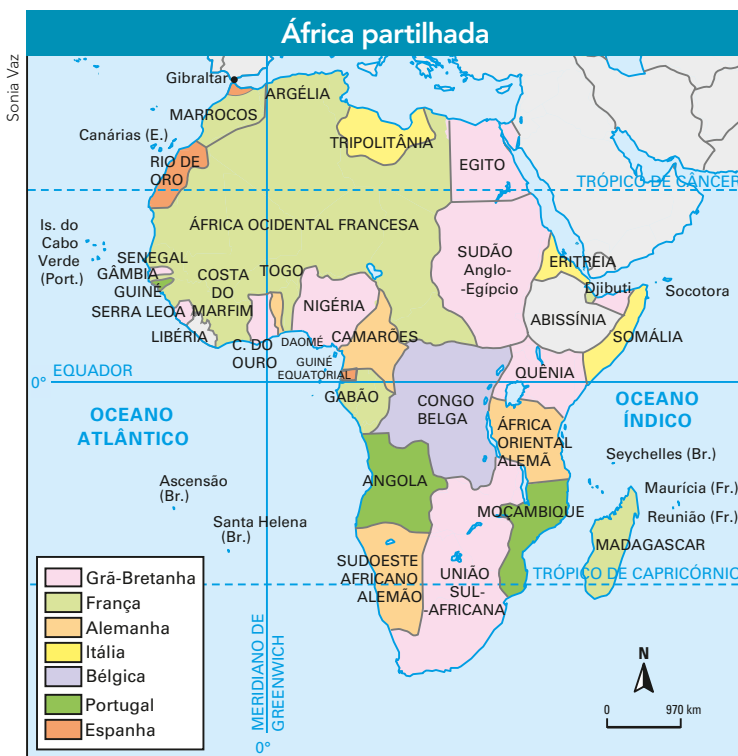 África partilhada
Sonia Vaz
Gibraltar
ARGÉLIA
MARROCOS
Canárias (E.)
TRIPOLITÂNIA
EGITO
RIO DE
ORO
TRÓPICO DE CÂNCER
Is. do
Cabo
Verde
(Port.)
ÁFRICA OCIDENTAL FRANCESA
SUDÃO
Anglo-
-Egípcio
ERITRÉIA
SENEGAL
GÂMBIA
GUINÉ
SERRA LEOA
LIBÉRIA
COSTA
DO
MARFIM
TOGO
NIGÉRIA
Djibuti
Socotora
ABISSÍNIA
SOMÁLIA
C. DO
OURO
DAOMÉ
CAMARÕES
GUINÉ
EQUATORIAL
0°
EQUADOR
QUÊNIA
GABÃO
CONGO
BELGA
OCEANO
ATLÂNTICO
OCEANO
ÍNDICO
ÁFRICA
ORIENTAL
ALEMÃ
Seychelles (Br.)
Ascensão
(Br.)
ANGOLA
Maurícia (Fr.)
MOÇAMBIQUE
Santa Helena
(Br.)
Reunião (Fr.)
MADAGASCAR
SUDOESTE
AFRICANO
ALEMÃO
UNIÃO
SUL-
-AFRICANA
TRÓPICO DE CAPRICÓRNIO
Grã-Bretanha
França
Alemanha
Itália
Bélgica
Portugal
Espanha
MERIDIANO DE
GREENWICH
0°
N
0
970 km